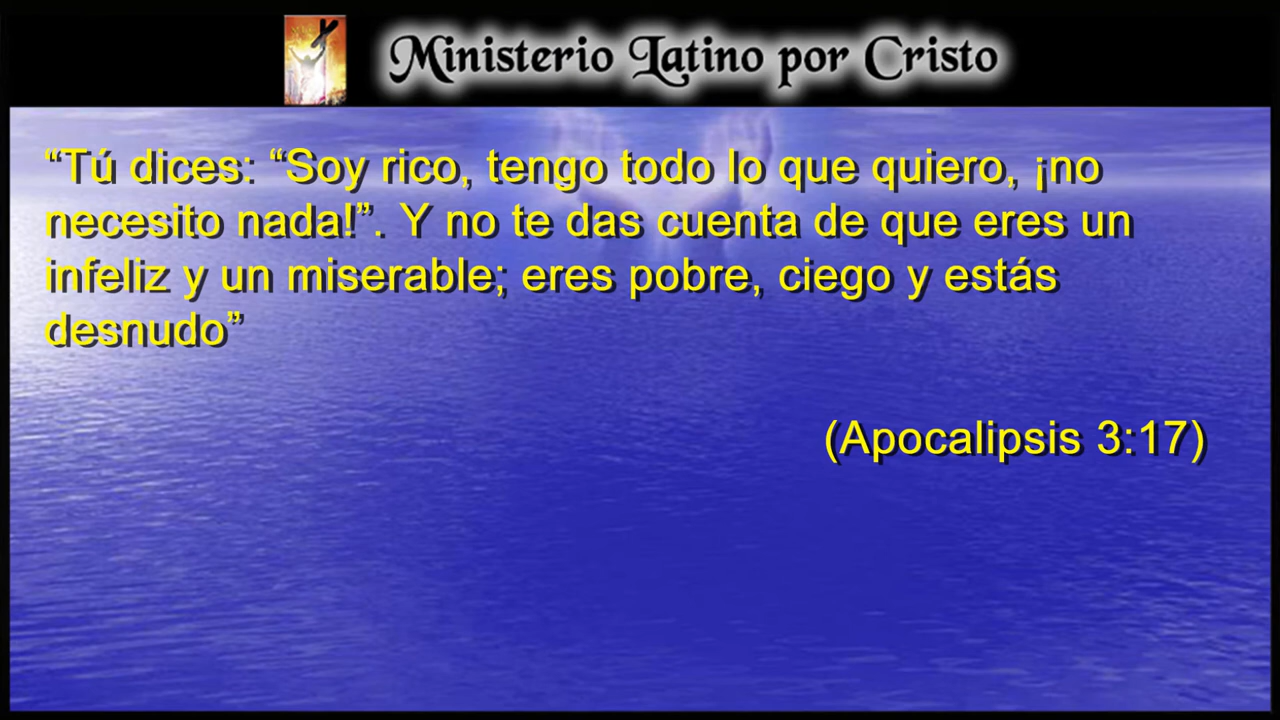 Ministerio Latino por Cristo
“Tú dices: “Soy rico, tengo todo lo que quiero, ¡no
necesito nada!”. Y no te das cuenta de que eres un
infeliz y un miserable; eres pobre, ciego y estás
desnudo”
(Apocalipsis 3:17)